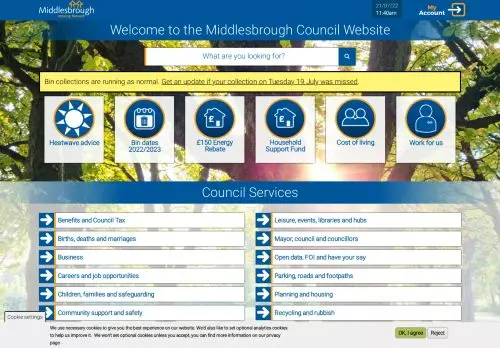 Middlesbrough
moving forward
21/07/22
11:40am
My
Account
Welcome to the Middlesbrough Council Website
What are you looking for?
Bin collections are running as normal. Get an update if your collection on Tuesday 19 July was missed.
Heatwave advice
Bin dates
2022/2023
£150 Energy
Rebate
Household
Support Fund
Cost of living
Work for us
Council Services
Benefits and Council Tax
Leisure, events, libraries and hubs
Births, deaths and marriages
Mayor, council and councillors
Business
Open data, FOI and have your say
Careers and job opportunities
Parking, roads and footpaths
Children, families and safeguarding
Planning and housing
Community support and safety
Recycling and rubbish
Cookie settings
We use necessary cookies to give you the best experience on our website. We'd also like to set optional analytics cookies
to help us improve it. We won't set optional cookies unless you accept, you can find more information on our privacy
page
OK, I agree
Reject